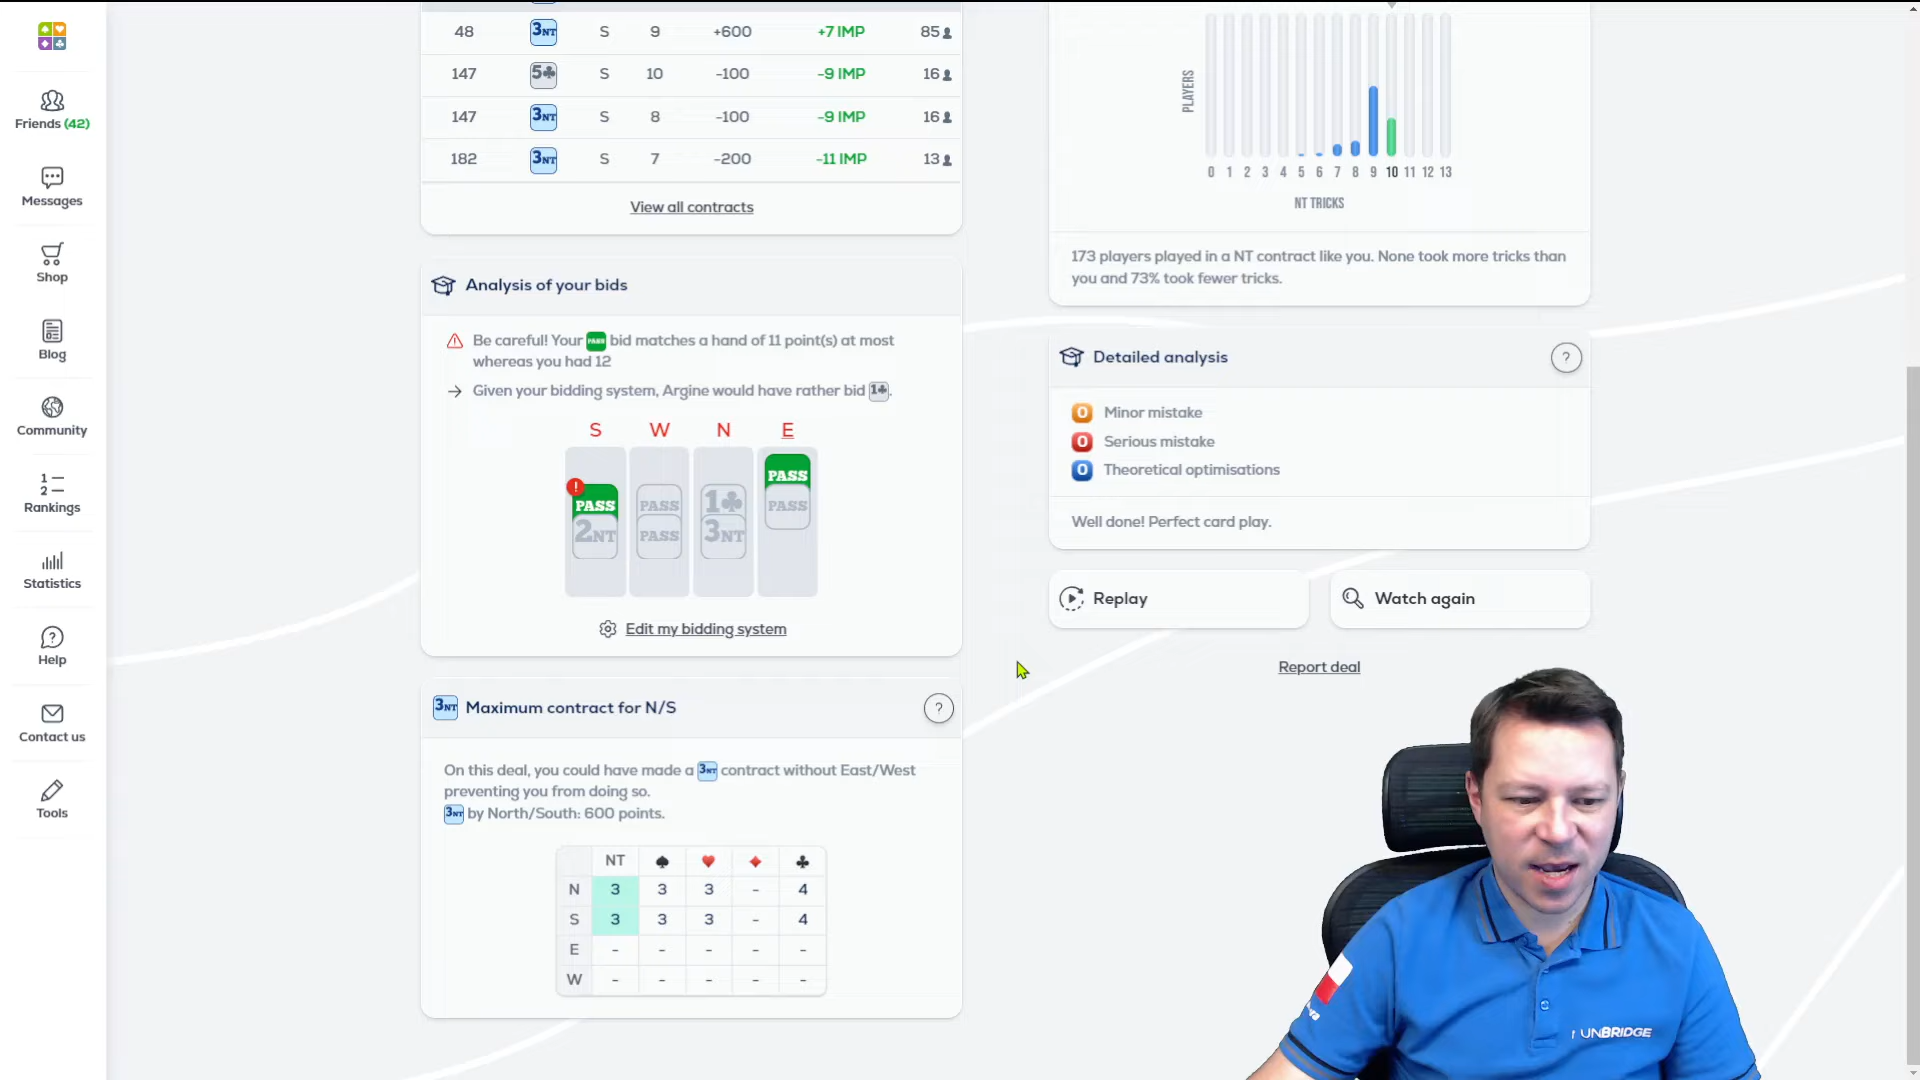 Friends (42)
Messages
Shop
Blog
Community
1
2
Rankings
Statistics
Help
Contact us
Tools
48 3NT S 9 +600 +7 IMP 85
147 5♣ S 10 -100 -9 IMP 16
147 3NT S 8 -100 -9 IMP 16
182 3NT S 7 -200 -11 IMP 13
View all contracts
Analysis of your bids
Be careful! Your PASS bid matches a hand of 11 point(s) at most
whereas you had 12
→ Given your bidding system, Argine would have rather bid 1♣.
S W N E
PASS
! PASS PASS 1♣ PASS
2NT PASS 3NT
Edit my bidding system
3NT Maximum contract for N/S ?
On this deal, you could have made a 3NT contract without East/West
preventing you from doing so.
3NT by North/South: 600 points.
NT ♠ ♥ ♦ ♣
N 3 3 3 - 4
S 3 3 3 - 4
E - - - - -
W - - - - -
PLAYERS
0 1 2 3 4 5 6 7 8 9 10 11 12 13
NT TRICKS
173 players played in a NT contract like you. None took more tricks than
you and 73% took fewer tricks.
Detailed analysis ?
0 Minor mistake
0 Serious mistake
0 Theoretical optimisations
Well done! Perfect card play.
Replay
Watch again
Report deal
UNBRIDGE